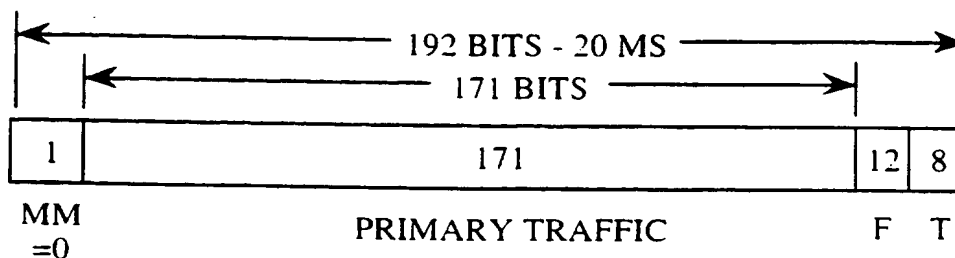 192 BITS - 20 MS
171 BITS
1 171 12 8
MM PRIMARY TRAFFIC F T
=0